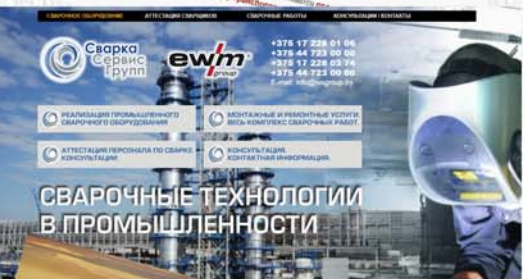 СВАРОЧНОЕ ОБОРУДОВАНИЕ
АТТЕСТАЦИЯ СВАРЩИКОВ
СВАРОЧНЫЕ РАБОТЫ
КОНСУЛЬТАЦИИ / КОНТАКТЫ
Сварка
Сервис
Групп
ewm
group
+375 17 228 01 06
+375 44 723 00 00
+375 17 228 03 74
+375 44 723 00 80
E-mail:
РЕАЛИЗАЦИЯ ПРОМЫШЛЕННОГО
СВАРОЧНОГО ОБОРУДОВАНИЯ
МОНТАЖНЫЕ И РЕМОНТНЫЕ УСЛУГИ.
ВЕСЬ КОМПЛЕКС СВАРОЧНЫХ РАБОТ.
АТТЕСТАЦИЯ ПЕРСОНАЛА ПО СВАРКЕ.
КОНСУЛЬТАЦИИ
КОНСУЛЬТАЦИЯ.
КОНТАКТНАЯ ИНФОРМАЦИЯ.
СВАРОЧНЫЕ ТЕХНОЛОГИИ
В ПРОМЫШЛЕННОСТИ